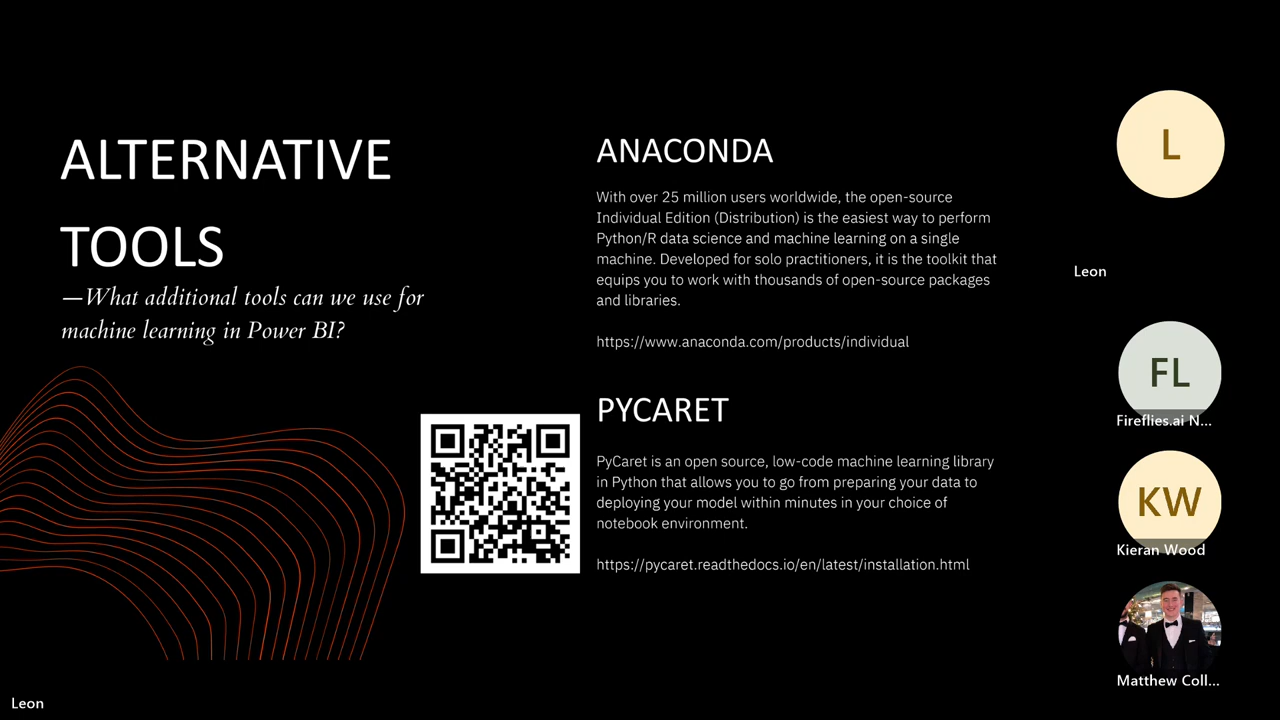 ALTERNATIVE
TOOLS
—What additional tools can we use for
machine learning in Power BI?
ANACONDA
With over 25 million users worldwide, the open-source
Individual Edition (Distribution) is the easiest way to perform
Python/R data science and machine learning on a single
machine. Developed for solo practitioners, it is the toolkit that
equips you to work with thousands of open-source packages
and libraries.
https://www.anaconda.com/products/individual
PYCARET
PyCaret is an open source, low-code machine learning library
in Python that allows you to go from preparing your data to
deploying your model within minutes in your choice of
notebook environment.
https://pycaret.readthedocs.io/en/latest/installation.html
L
Leon
FL
Fireflies.ai N...
KW
Kieran Wood
Matthew Coll...
Leon